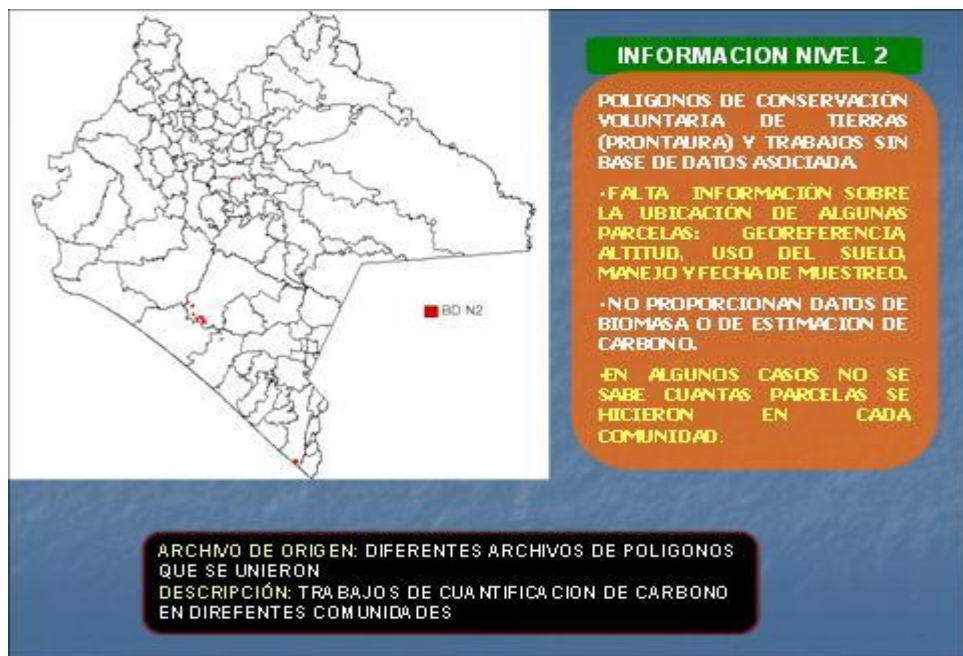 INFORMACION NIVEL 2
POLIGONOS DE CONSERVACIÓN
VOLUNTARIA DE TIERRAS
(PRONTAURA) Y TRABAJOS SIN
BASE DE DATOS ASOCIADA
•FALTA INFORMACIÓN SOBRE
LA UBICACIÓN DE ALGUNAS
PARCELAS: GEOREFERENCIA,
ALTITUD, USO DEL SUELO,
MANEJO Y FECHA DE MUESTREO.
•NO PROPORCIONAN DATOS DE
BIOMASA O DE ESTIMACION DE
CARBONO.
•EN ALGUNOS CASOS NO SE
SABE CUANTAS PARCELAS SE
HICIERON EN CADA
COMUNIDAD.
BD N2
ARCHIVO DE ORIGEN: DIFERENTES ARCHIVOS DE POLIGONOS
QUE SE UNIERON
DESCRIPCIÓN: TRABAJOS DE CUANTIFICACION DE CARBONO
EN DIREFENTES COMUNIDADES